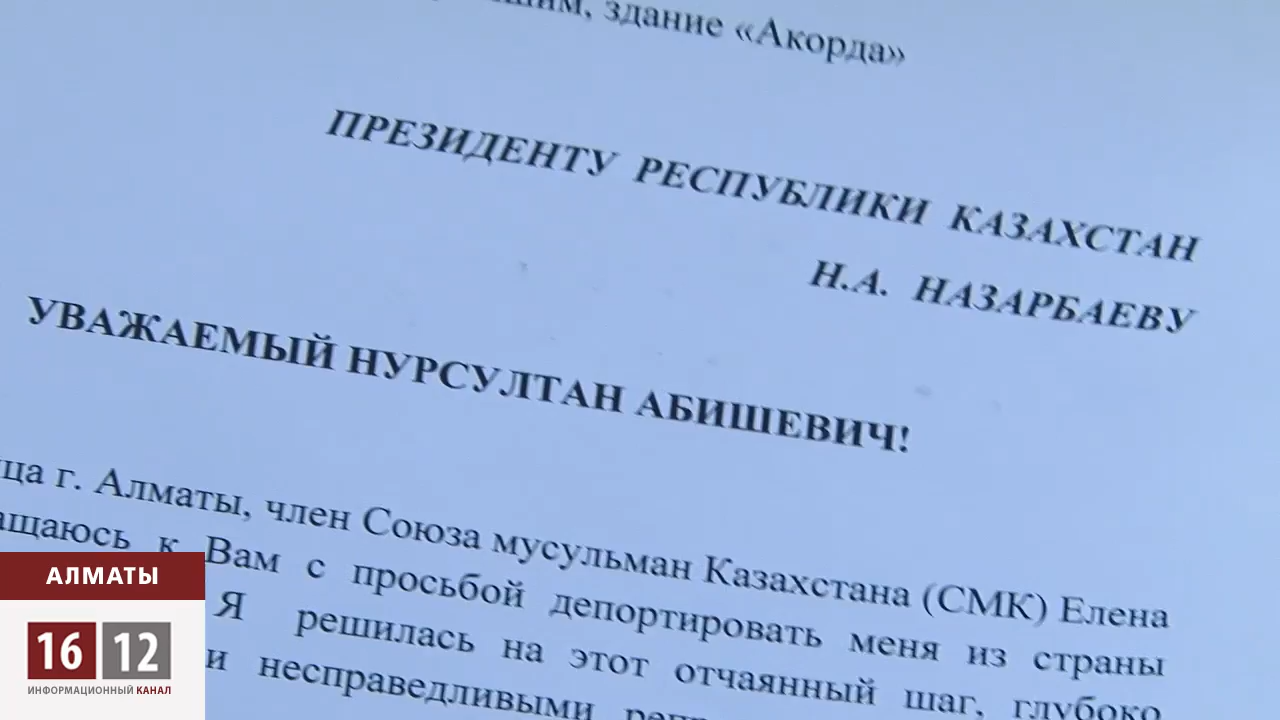 здание «Акорда»
ПРЕЗИДЕНТУ РЕСПУБЛИКИ КАЗАХСТАН
Н.А. НАЗАРБАЕВУ
УВАЖАЕМЫЙ НУРСУЛТАН АБИШЕВИЧ!
г. Алматы, член Союза мусульман Казахстана (СМК) Елена
к Вам с просьбой депортировать меня из страны
Я решилась на этот отчаянный шаг, глубоко
и несправедливыми
АЛМАТЫ
16 12
ИНФОРМАЦИОННЫЙ КАНАЛ